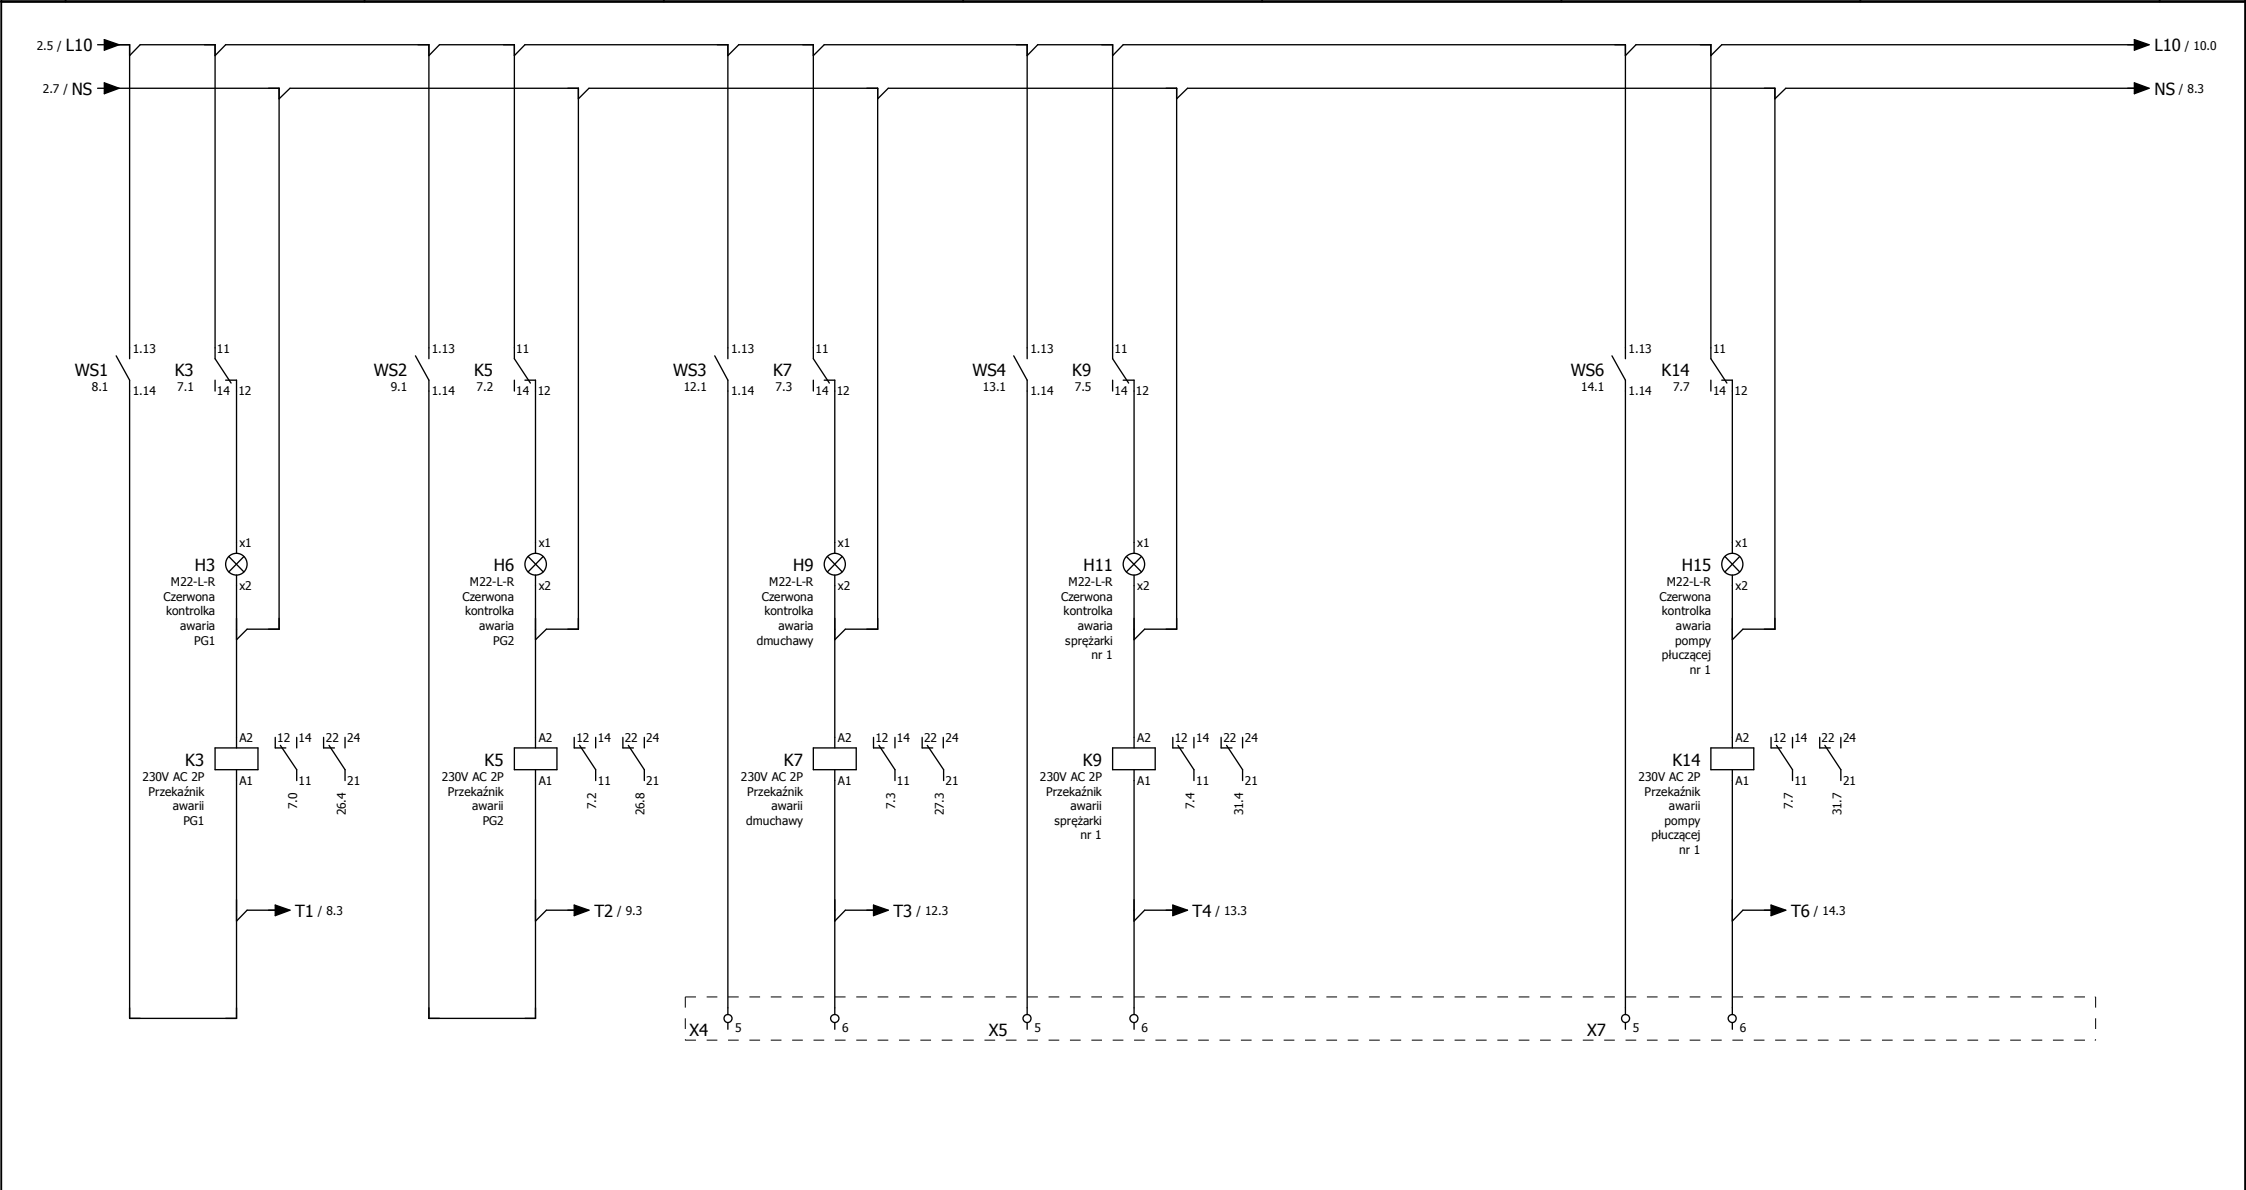 2.5 / L10
L10 / 10.0
2.7 / NS
NS / 8.3
WS1
8.1
1.13
1.14
K3
7.1
11
14 12
WS2
9.1
1.13
1.14
K5
7.2
11
14 12
WS3
12.1
1.13
1.14
K7
7.3
11
14 12
WS4
13.1
1.13
1.14
K9
7.5
11
14 12
WS6
14.1
1.13
1.14
K14
7.7
11
14 12
x1
H3
x2
M22-L-R
Czerwona
kontrolka
awaria
PG1
x1
H6
x2
M22-L-R
Czerwona
kontrolka
awaria
PG2
x1
H9
x2
M22-L-R
Czerwona
kontrolka
awaria
dmuchawy
x1
H11
x2
M22-L-R
Czerwona
kontrolka
awaria
sprężarki
nr 1
x1
H15
x2
M22-L-R
Czerwona
kontrolka
awaria
pompy
płuczącej
nr 1
A2
K3
A1
230V AC 2P
Przekaźnik
awarii
PG1
12 14 22 24
11 21
7.0 26.4
A2
K5
A1
230V AC 2P
Przekaźnik
awarii
PG2
12 14 22 24
11 21
7.2 26.8
A2
K7
A1
230V AC 2P
Przekaźnik
awarii
dmuchawy
12 14 22 24
11 21
7.3 27.3
A2
K9
A1
230V AC 2P
Przekaźnik
awarii
sprężarki
nr 1
12 14 22 24
11 21
7.4 31.4
A2
K14
A1
230V AC 2P
Przekaźnik
awarii
pompy
płuczącej
nr 1
12 14 22 24
11 21
7.7 31.7
T1 / 8.3
T2 / 9.3
T3 / 12.3
T4 / 13.3
T6 / 14.3
X4 5 6
X5 5 6
X7 5 6